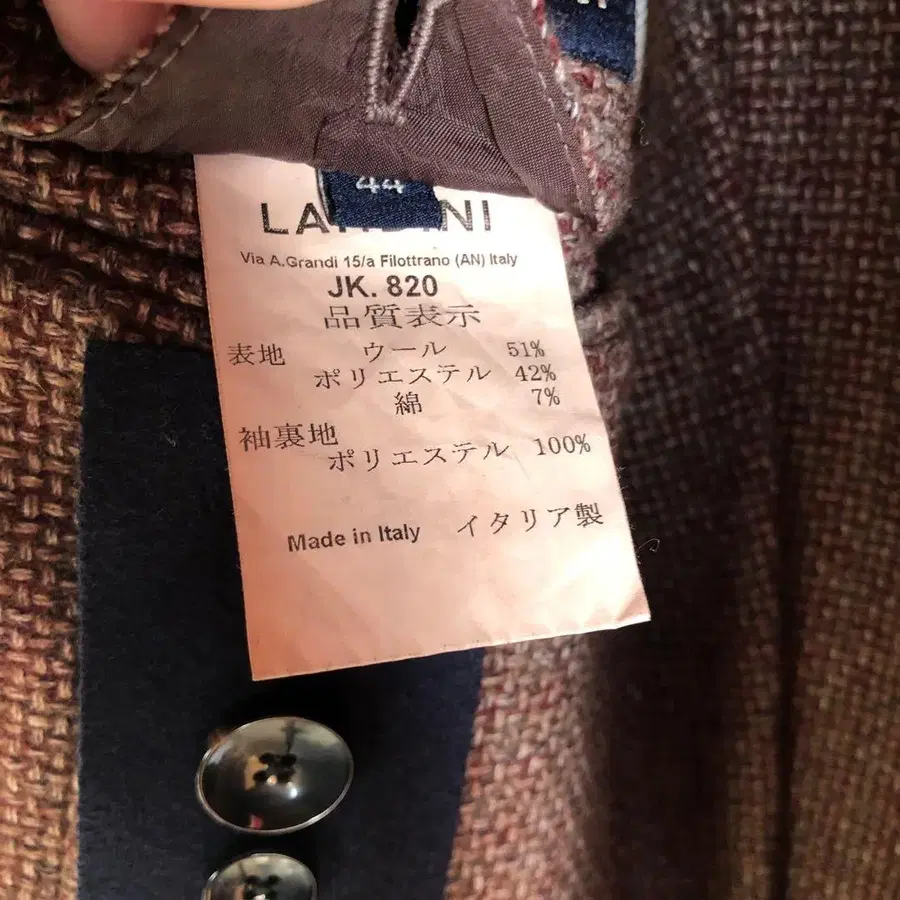 44
Via A.Grandi 15/a Filottrano (AN) Italy
JK. 820
品質表示
表地 ウール 51%
ポリエステル 42%
綿 7%
袖裏地
ポリエステル 100%
Made in Italy イタリア製